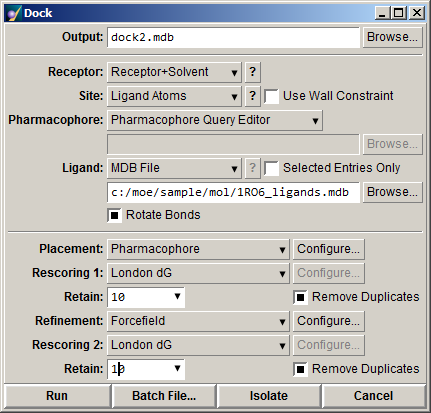 Dock
Output: dock2.mdb Browse...
Receptor: Receptor+Solvent ?
Site: Ligand Atoms ? Use Wall Constraint
Pharmacophore: Pharmacophore Query Editor
Browse...
Ligand: MDB File ? Selected Entries Only
c:/moe/sample/mol/1RO6_ligands.mdb Browse...
Rotate Bonds
Placement: Pharmacophore Configure...
Rescoring 1: London dG Configure...
Retain: 10 Remove Duplicates
Refinement: Forcefield Configure...
Rescoring 2: London dG Configure...
Retain: 10 Remove Duplicates
Run Batch File... Isolate Cancel